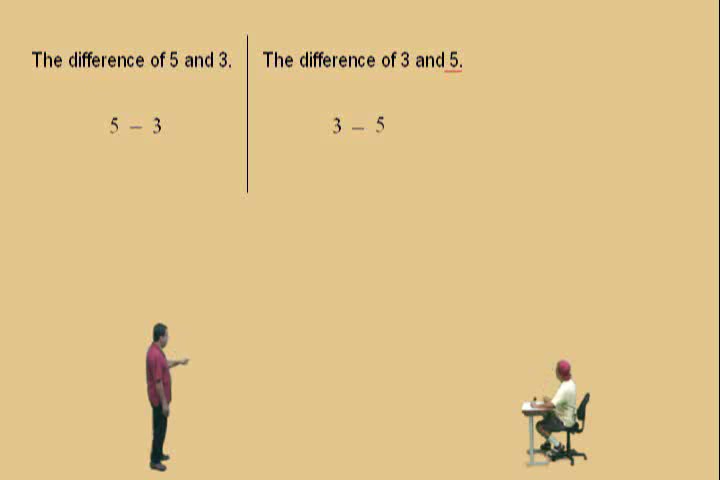 The difference of 5 and 3.
5 – 3
The difference of 3 and 5.
3 – 5